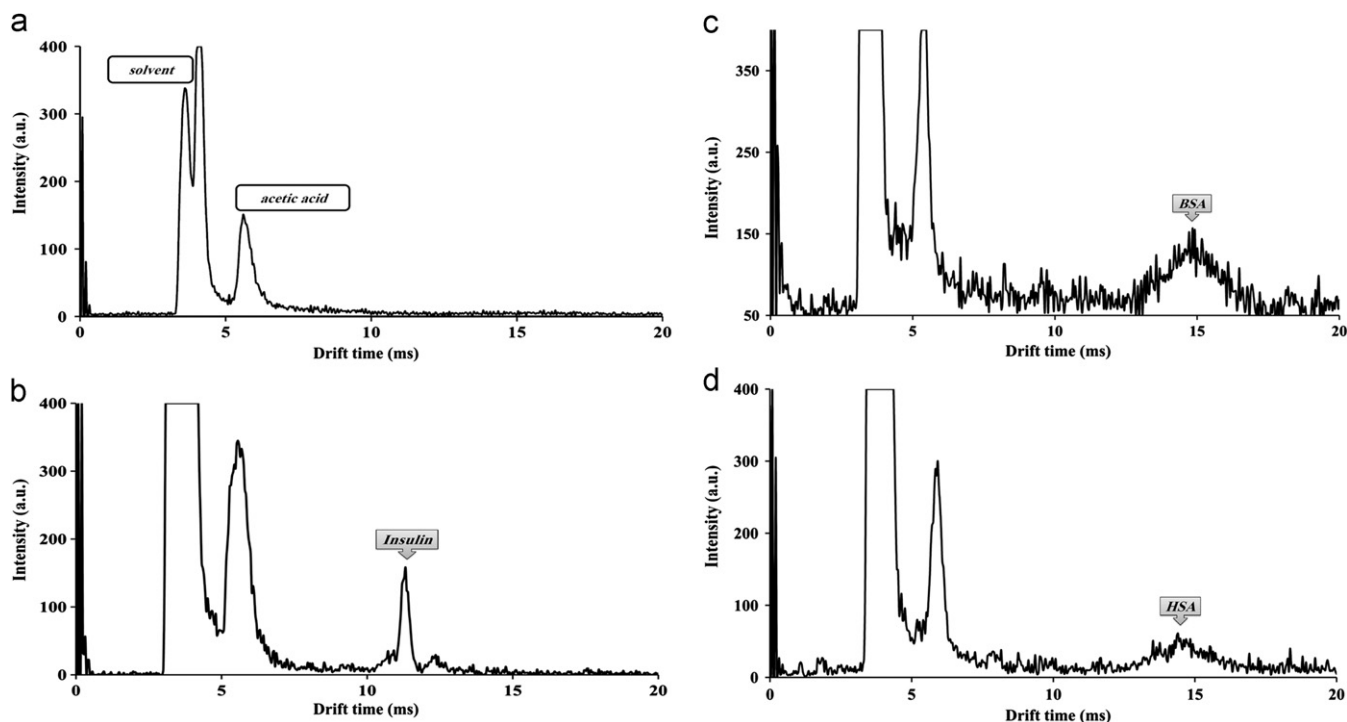 a
400
300
200
100
0
Intensity (a.u.)
solvent
acetic acid
0 5 10 15 20
Drift time (ms)
b
400
300
200
100
0
Intensity (a.u.)
Insulin
0 5 10 15 20
Drift time (ms)
c
350
250
150
50
Intensity (a.u.)
BSA
0 5 10 15 20
Drift time (ms)
d
400
300
200
100
0
Intensity (a.u.)
HSA
0 5 10 15 20
Drift time (ms)